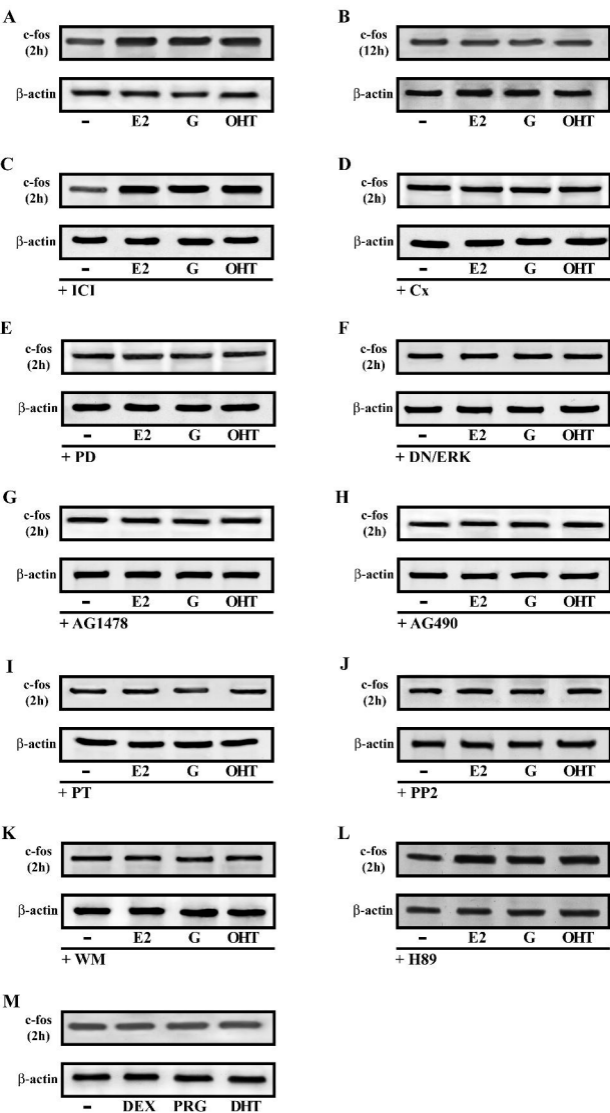 A
c-fos
(2h)
β-actin
- E2 G OHT
B
c-fos
(12h)
β-actin
- E2 G OHT
C
c-fos
(2h)
β-actin
- E2 G OHT
+ ICI
D
c-fos
(2h)
β-actin
- E2 G OHT
+ Cx
E
c-fos
(2h)
β-actin
- E2 G OHT
+ PD
F
c-fos
(2h)
β-actin
- E2 G OHT
+ DN/ERK
G
c-fos
(2h)
β-actin
- E2 G OHT
+ AG1478
H
c-fos
(2h)
β-actin
- E2 G OHT
+ AG490
I
c-fos
(2h)
β-actin
- E2 G OHT
+ PT
J
c-fos
(2h)
β-actin
- E2 G OHT
+ PP2
K
c-fos
(2h)
β-actin
- E2 G OHT
+ WM
L
c-fos
(2h)
β-actin
- E2 G OHT
+ H89
M
c-fos
(2h)
β-actin
- DEX PRG DHT